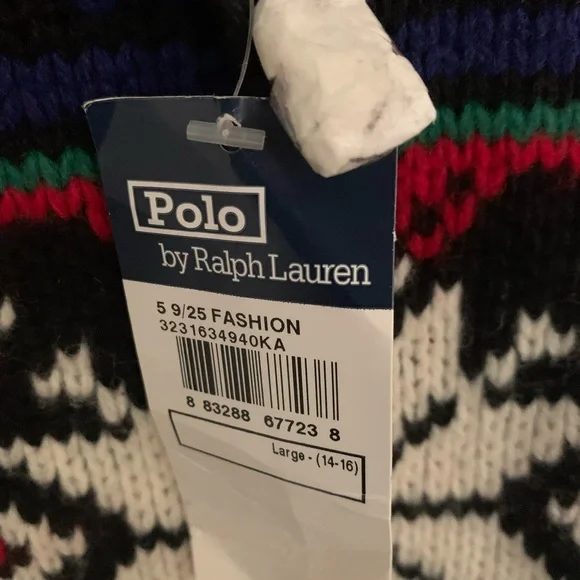 Polo
by Ralph Lauren
5 9/25 FASHION
3231634940KA
8 83288 67723 8
Large - (14-16)